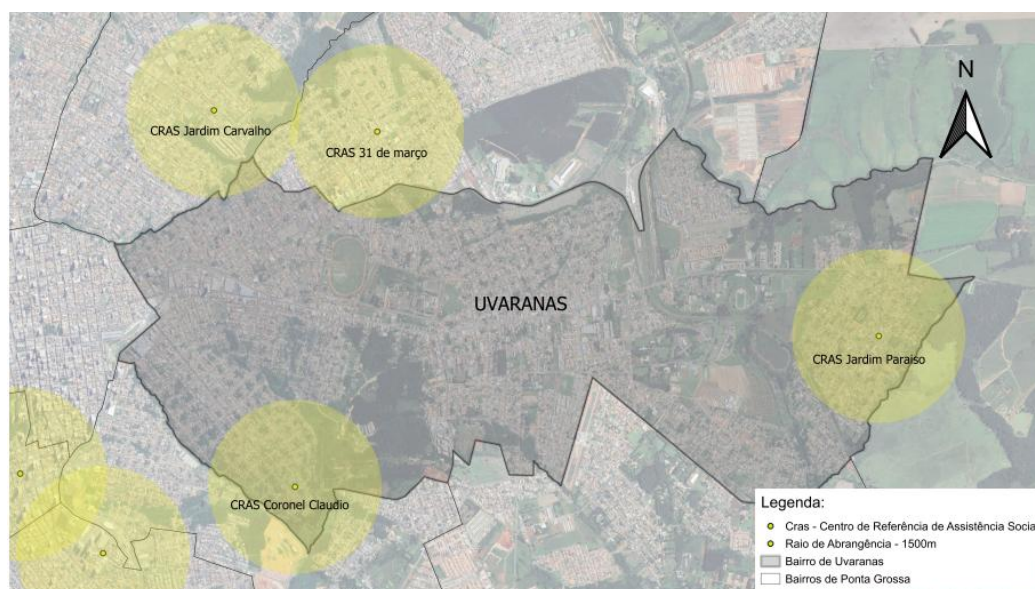 N
CRAS Jardim Carvalho
CRAS 31 de março
UVARANAS
CRAS Jardim Paraiso
CRAS Coronel Claudio
Legenda:
Cras - Centro de Referência de Assistência Socia
Raio de Abrangência - 1500m
Bairro de Uvaranas
Bairros de Ponta Grossa